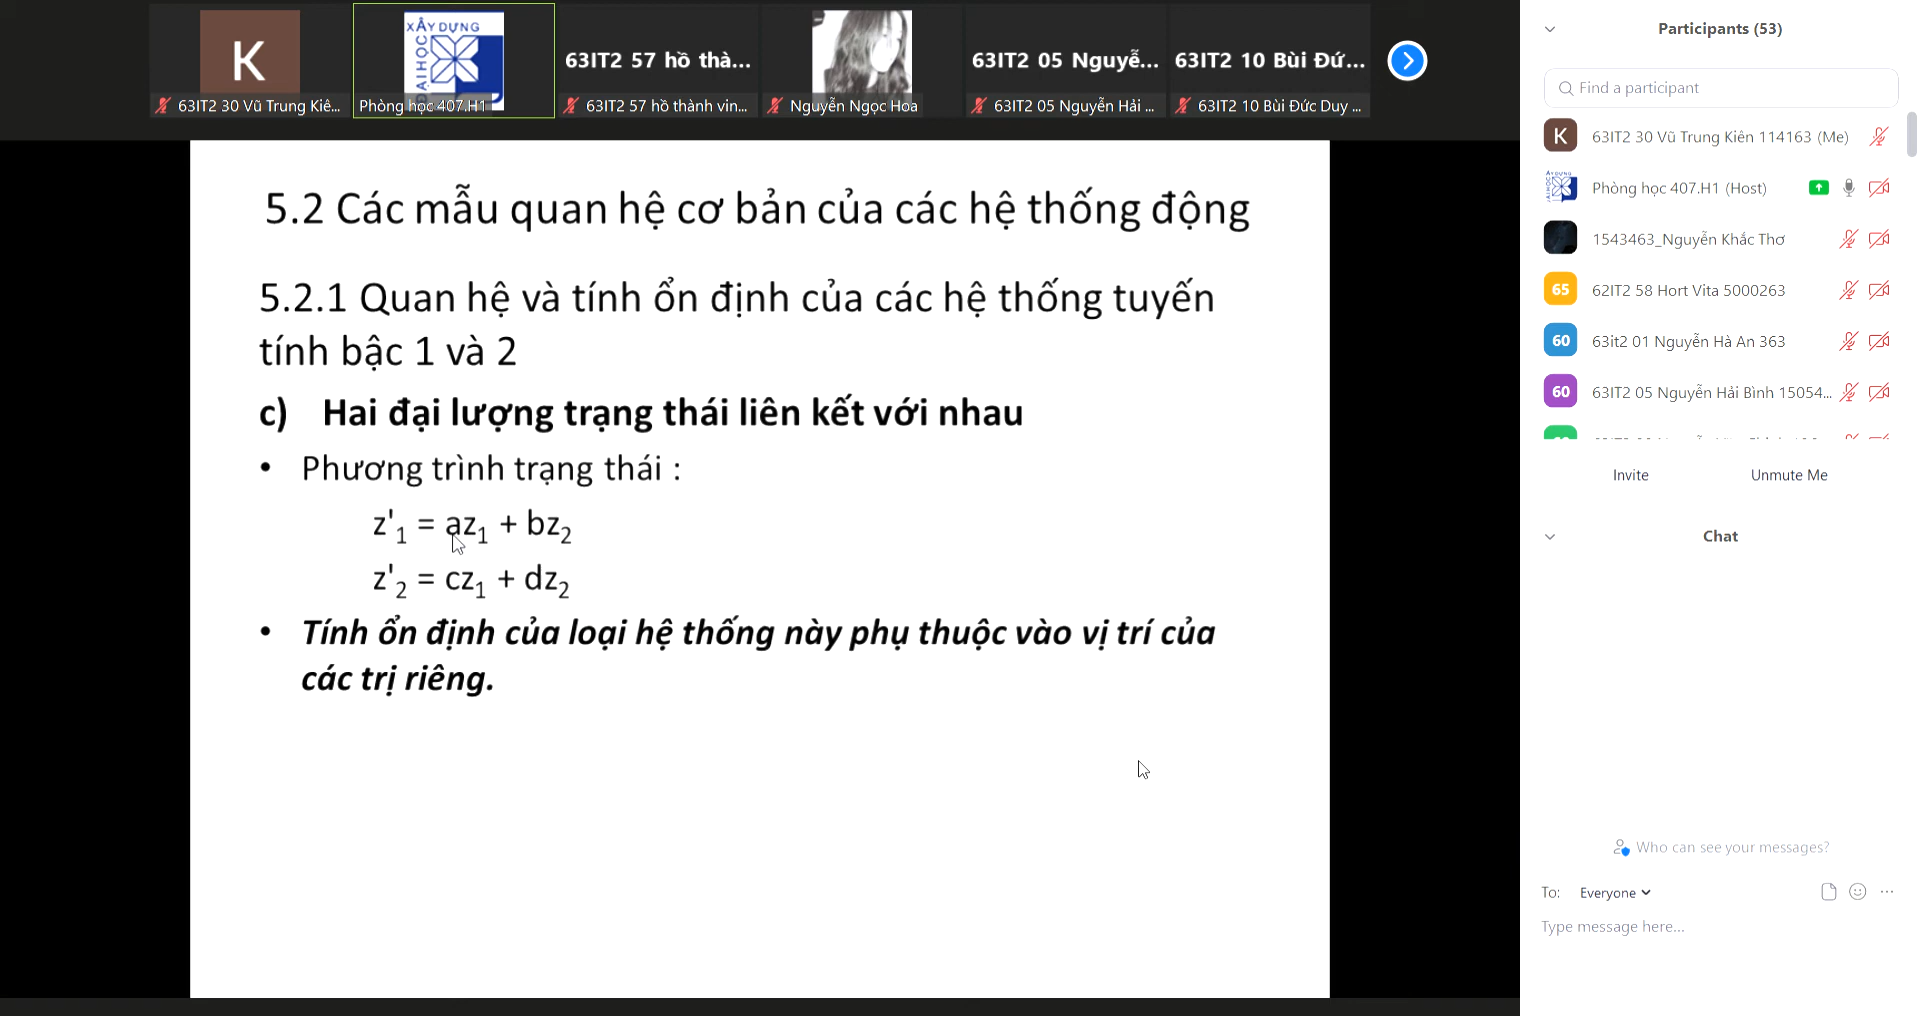 K
XÂY DỰNG
63IT2 57 hồ thà...
63IT2 05 Nguyễ...
63IT2 10 Bùi Đứ...
63IT2 30 Vũ Trung Kiê...
Phòng học 407.H1
63IT2 57 hồ thành vin...
Nguyễn Ngọc Hoa
63IT2 05 Nguyễn Hải ...
63IT2 10 Bùi Đức Duy ...
5.2 Các mẫu quan hệ cơ bản của các hệ thống động
5.2.1 Quan hệ và tính ổn định của các hệ thống tuyến
tính bậc 1 và 2
c) Hai đại lượng trạng thái liên kết với nhau
• Phương trình trạng thái :
z'₁ = az₁ + bz₂
z'₂ = cz₁ + dz₂
• Tính ổn định của loại hệ thống này phụ thuộc vào vị trí của
các trị riêng.
Participants (53)
Find a participant
K 63IT2 30 Vũ Trung Kiên 114163 (Me)
Phòng học 407.H1 (Host)
1543463_Nguyễn Khắc Thơ
65 62IT2 58 Hort Vita 5000263
60 63it2 01 Nguyễn Hà An 363
60 63IT2 05 Nguyễn Hải Bình 15054...
Invite
Unmute Me
Chat
Who can see your messages?
To: Everyone
Type message here...